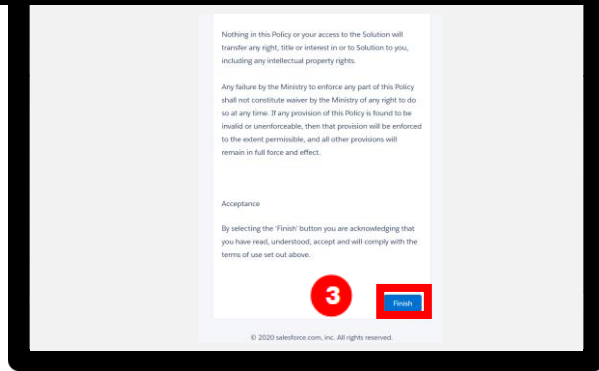 Nothing in this Policy or your access to the Solution will
transfer any right, title or interest in or to Solution to you,
including any intellectual property rights.
Any failure by the Ministry to enforce any part of this Policy
shall not constitute waiver by the Ministry of any right to do
so at any time. If any provision of this Policy is found to be
invalid or unenforceable, then that provision will be enforced
to the extent permissible, and all other provisions will
remain in full force and effect.
Acceptance
By selecting the 'Finish' button you are acknowledging that
you have read, understood, accept and will comply with the
terms of use set out above.
3
Finish
© 2020 salesforce.com, inc. All rights reserved.